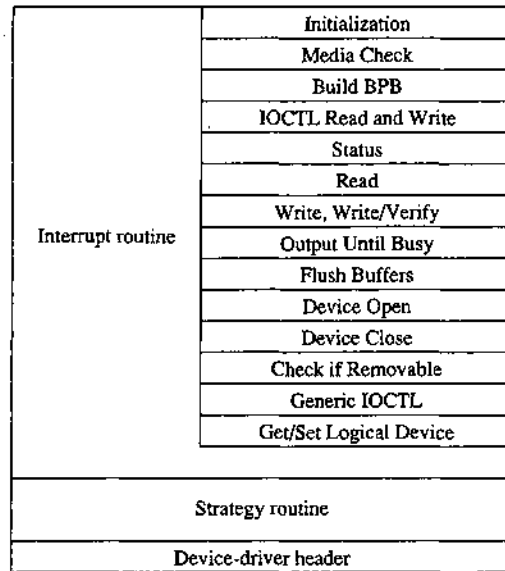 Initialization
Media Check
Build BPB
IOCTL Read and Write
Status
Read
Write, Write/Verify
Interrupt routine
Output Until Busy
Flush Buffers
Device Open
Device Close
Check if Removable
Generic IOCTL
Get/Set Logical Device
Strategy routine
Device-driver header